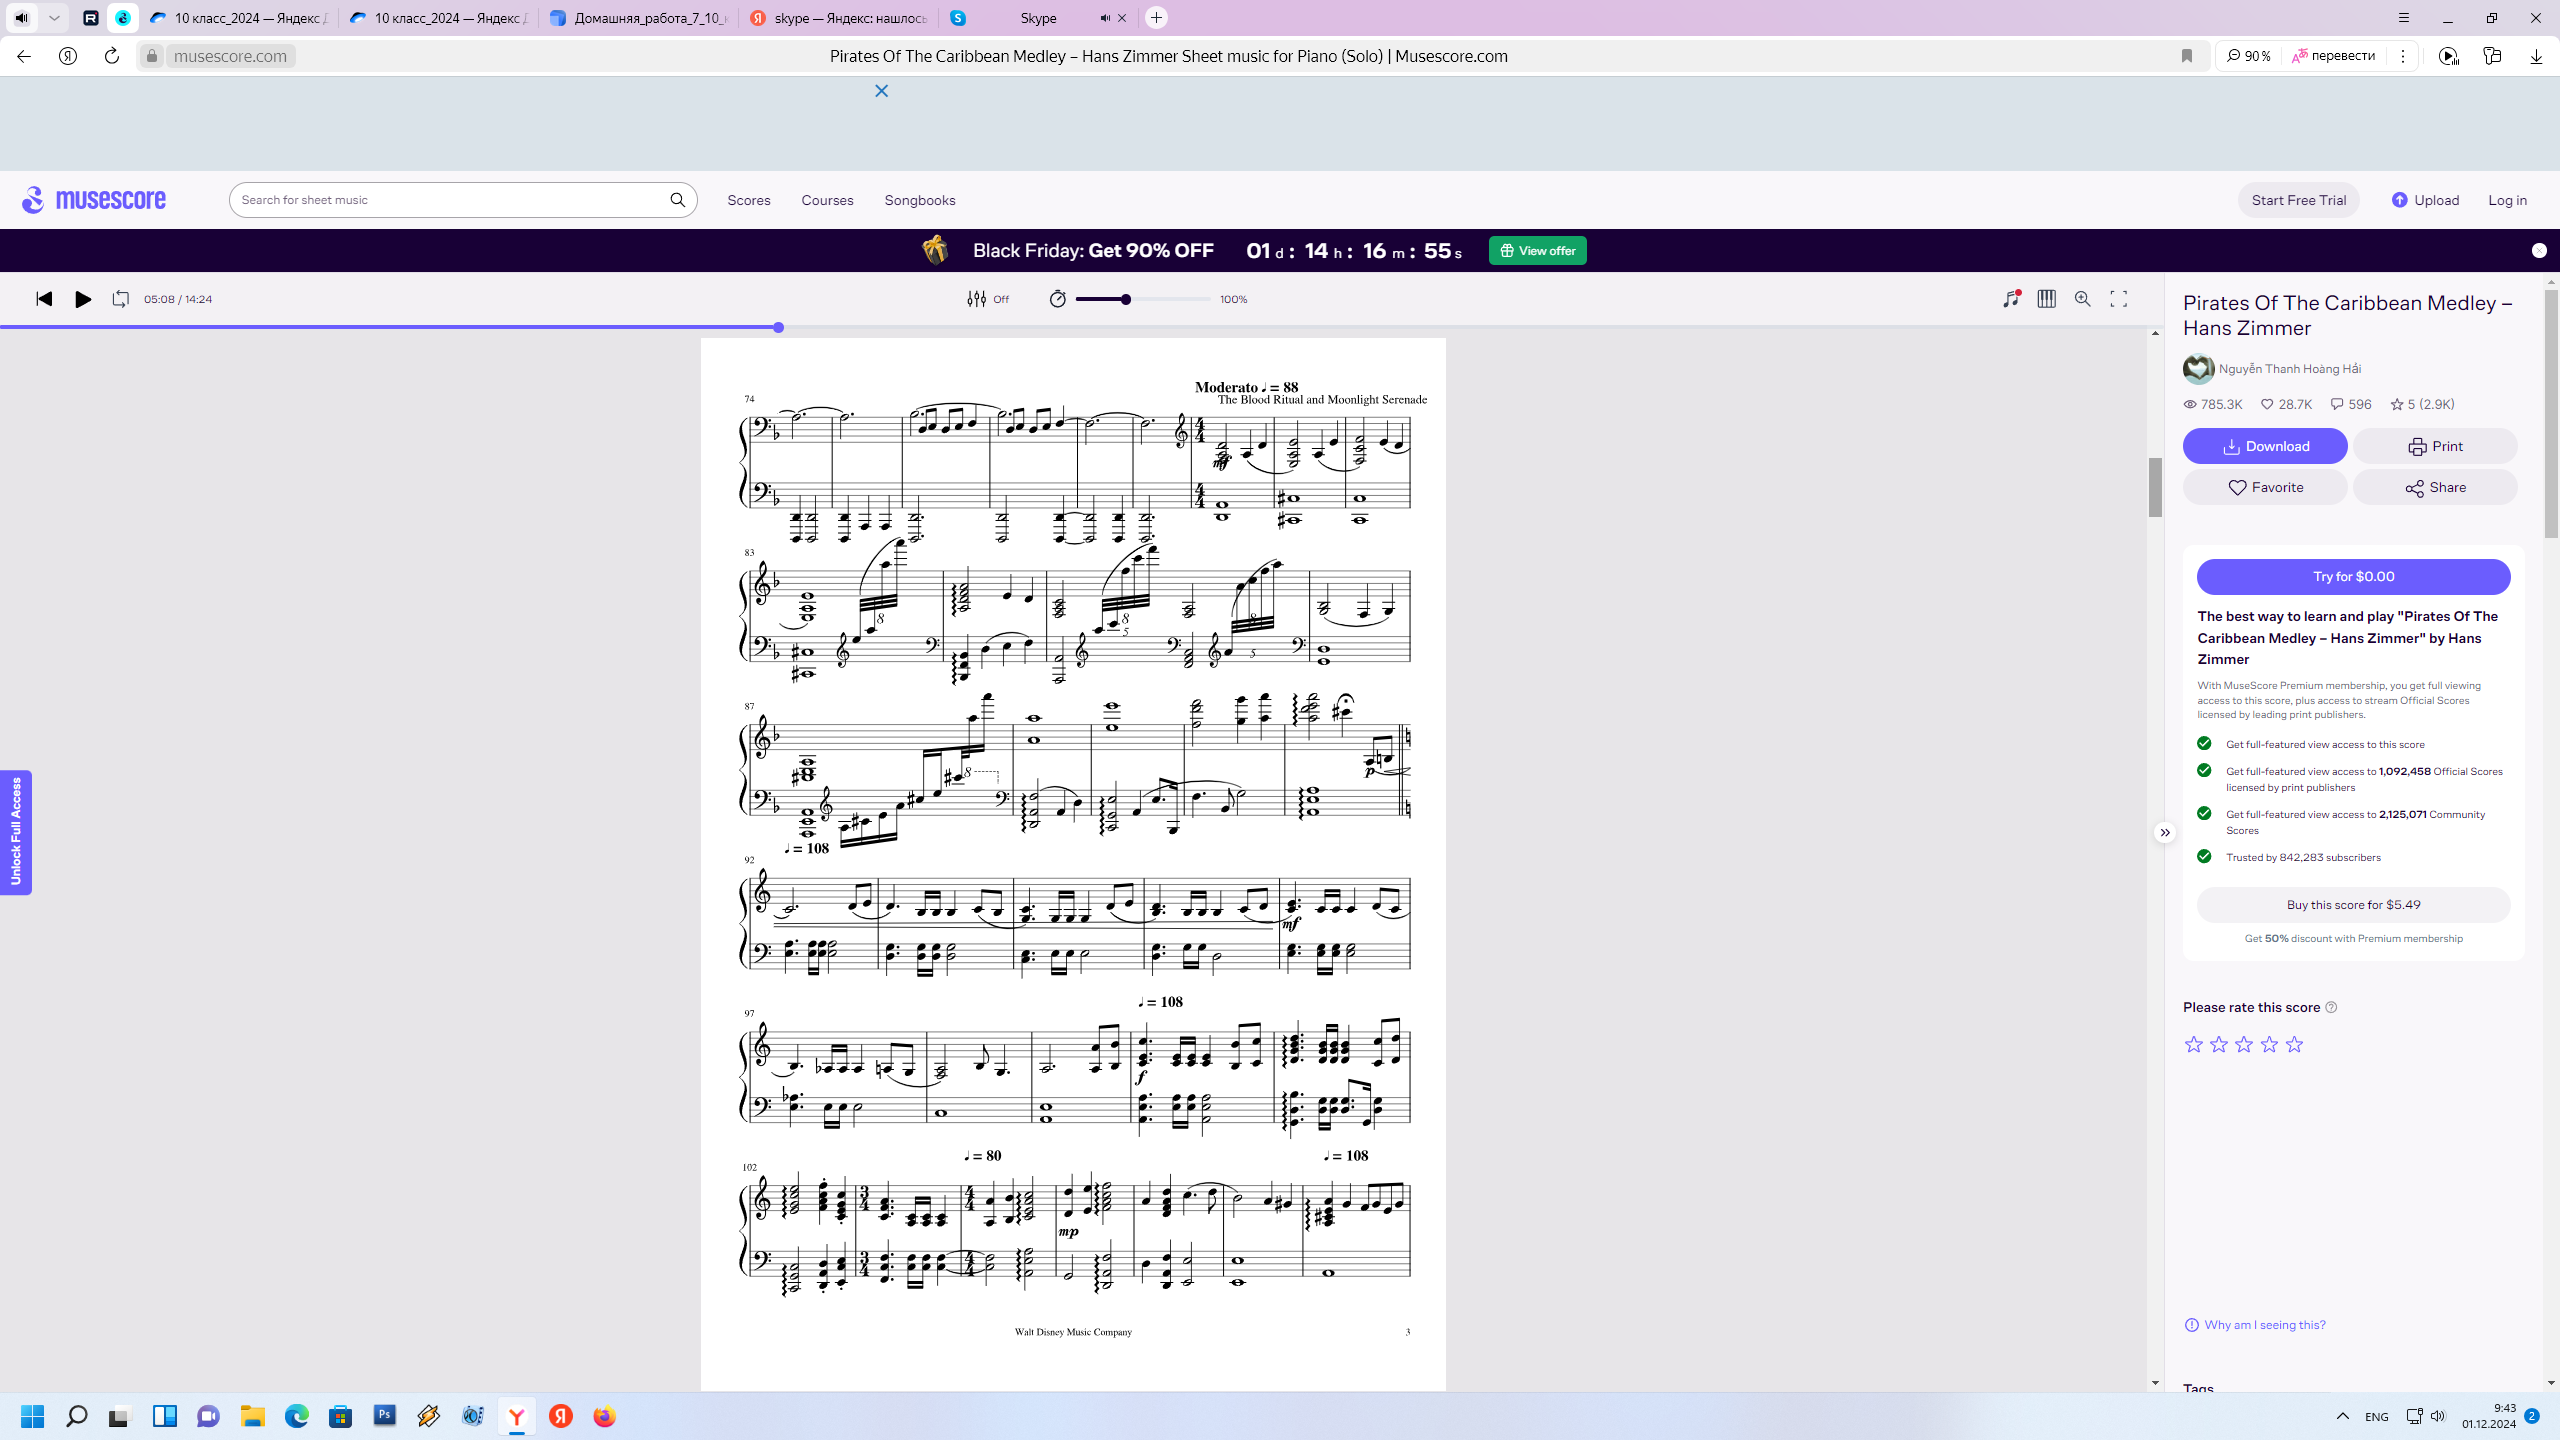 10 класс_2024 — Яндекс Д
10 класс_2024 — Яндекс Д
Домашняя_работа_7_10_к
skype — Яндекс: нашлось
Skype
musescore.com
Pirates Of The Caribbean Medley – Hans Zimmer Sheet music for Piano (Solo) | Musescore.com
90 %
перевести
musescore
Search for sheet music
Scores
Courses
Songbooks
Start Free Trial
Upload
Log in
Black Friday: Get 90% OFF
01 d : 14 h : 16 m : 55 s
View offer
05:08 / 14:24
Off
100%
Moderato ♩ = 88
The Blood Ritual and Moonlight Serenade
74
mf
83
8
8
5
8
5
87
8
p
♩ = 108
92
mf
♩ = 108
97
f
♩ = 80
♩ = 108
102
mp
Walt Disney Music Company
3
Unlock Full Access
Pirates Of The Caribbean Medley –
Hans Zimmer
Nguyễn Thanh Hoàng Hải
785.3K
28.7K
596
5 (2.9K)
Download
Print
Favorite
Share
Try for $0.00
The best way to learn and play "Pirates Of The
Caribbean Medley – Hans Zimmer" by Hans
Zimmer
With MuseScore Premium membership, you get full viewing
access to this score, plus access to stream Official Scores
licensed by leading print publishers.
Get full-featured view access to this score
Get full-featured view access to 1,092,458 Official Scores
licensed by print publishers
Get full-featured view access to 2,125,071 Community
Scores
Trusted by 842,283 subscribers
Buy this score for $5.49
Get 50% discount with Premium membership
Please rate this score
Why am I seeing this?
Tags
ENG
9:43
01.12.2024
2